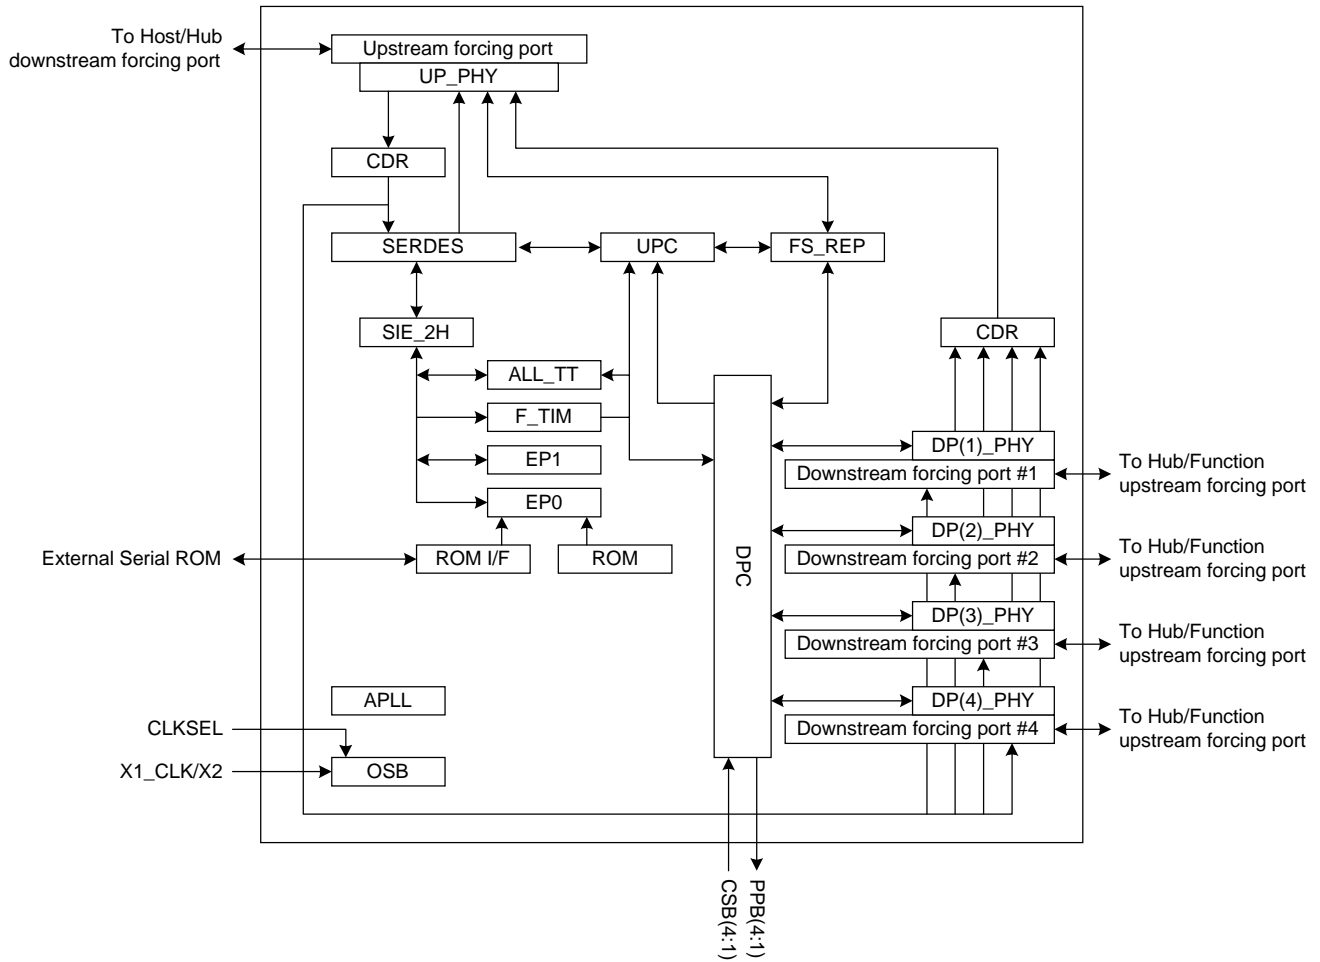 To Host/Hub
downstream forcing port
Upstream forcing port
UP_PHY
CDR
SERDES
UPC
FS_REP
SIE_2H
CDR
ALL_TT
F_TIM
EP1
EP0
ROM I/F
ROM
External Serial ROM
DPC
DP(1)_PHY
Downstream forcing port #1
To Hub/Function
upstream forcing port
DP(2)_PHY
Downstream forcing port #2
To Hub/Function
upstream forcing port
DP(3)_PHY
Downstream forcing port #3
To Hub/Function
upstream forcing port
DP(4)_PHY
Downstream forcing port #4
To Hub/Function
upstream forcing port
APLL
CLKSEL
X1_CLK/X2
OSB
CSB(4:1)
PPB(4:1)